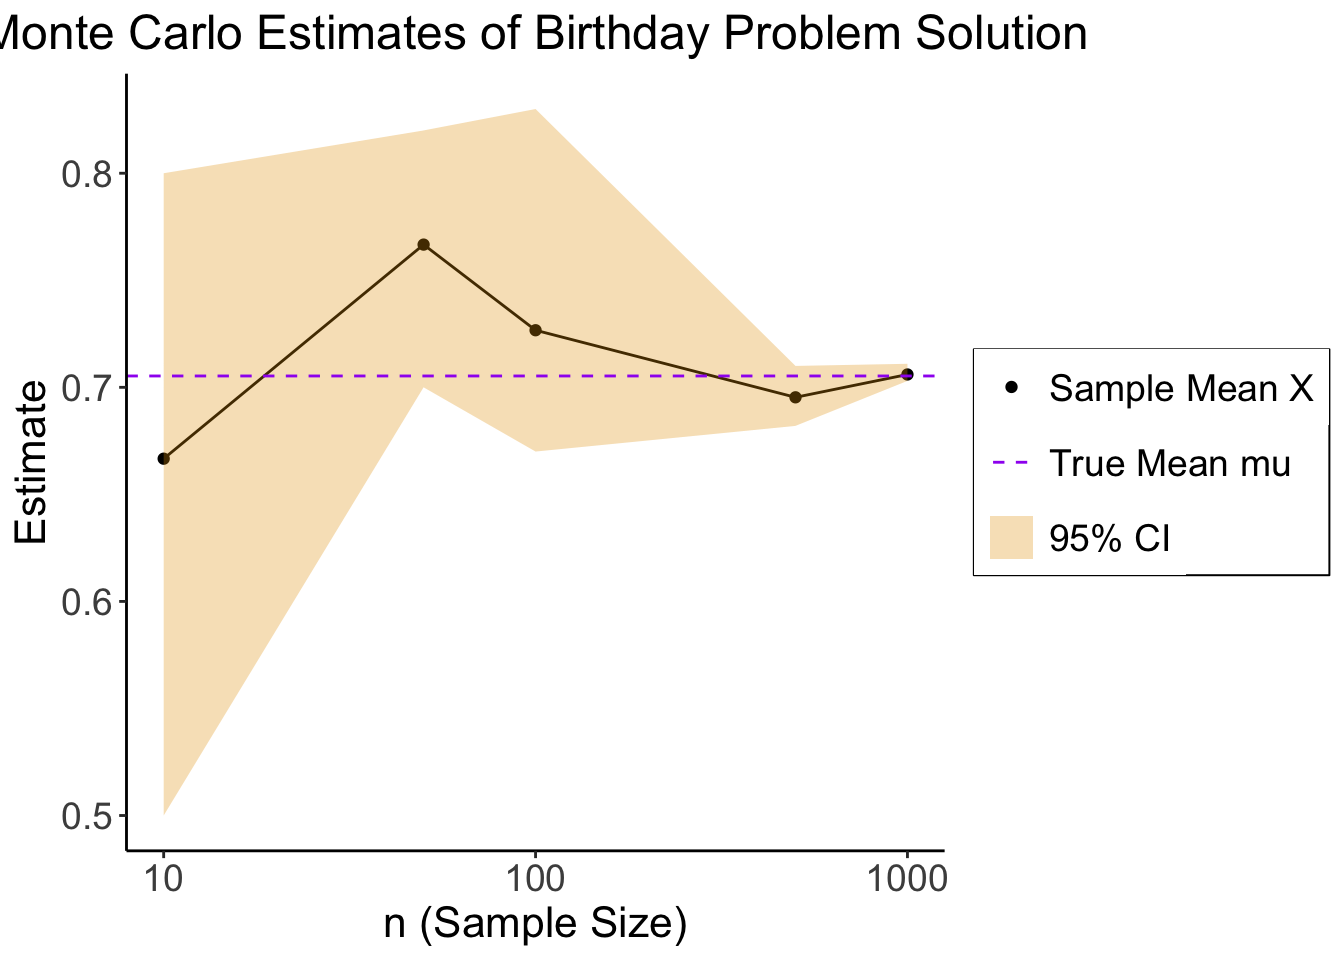 Monte Carlo Estimates of Birthday Problem Solution
Estimate
0.8
0.7
0.6
0.5
10
100
1000
n (Sample Size)
Sample Mean X
True Mean mu
95% CI